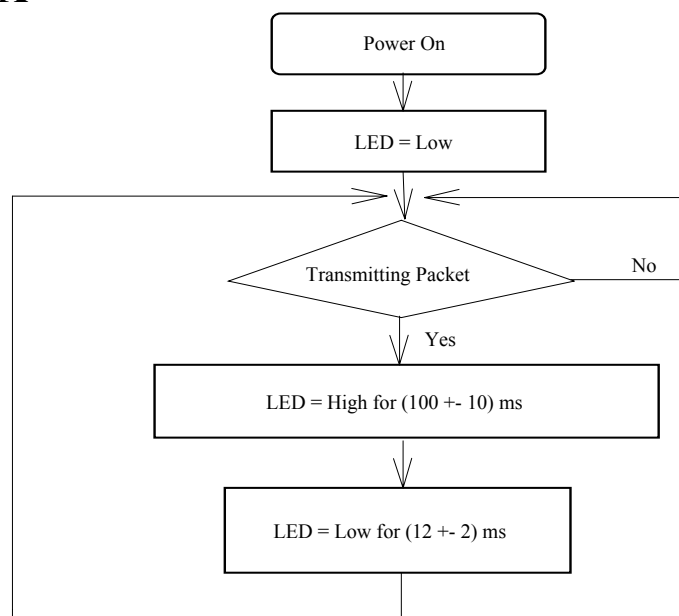 Power On
LED = Low
Transmitting Packet
No
Yes
LED = High for (100 +- 10) ms
LED = Low for (12 +- 2) ms